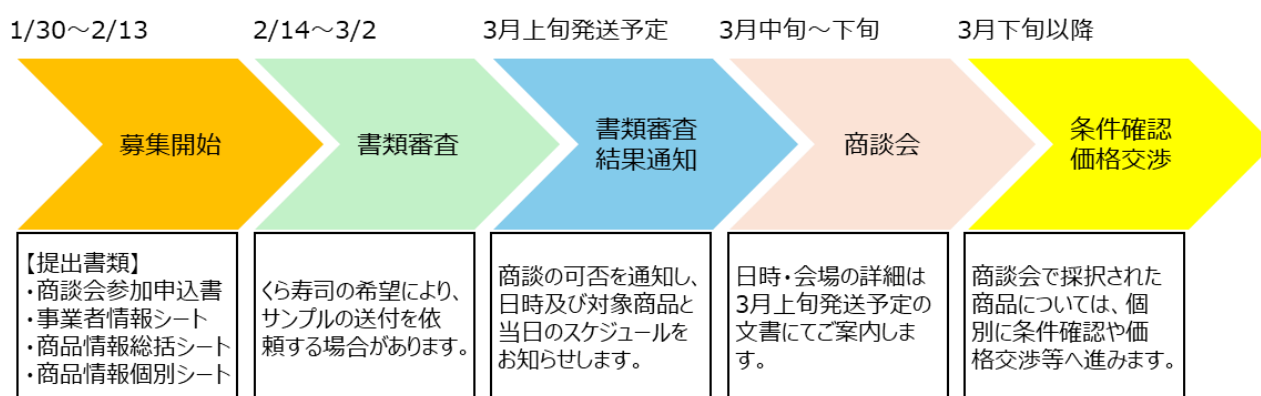 1/30～2/13
2/14～3/2
3月上旬発送予定
3月中旬～下旬
3月下旬以降
募集開始
書類審査
書類審査
結果通知
商談会
条件確認
価格交渉
【提出書類】
・商談会参加申込書
・事業者情報シート
・商品情報総括シート
・商品情報個別シート
くら寿司の希望により、
サンプルの送付を依
頼する場合があります。
商談の可否を通知し、
日時及び対象商品と
当日のスケジュールを
お知らせします。
日時・会場の詳細は
3月上旬発送予定の
文書にてご案内しま
す。
商談会で採択された
商品については、個
別に条件確認や価
格交渉等へ進みます。